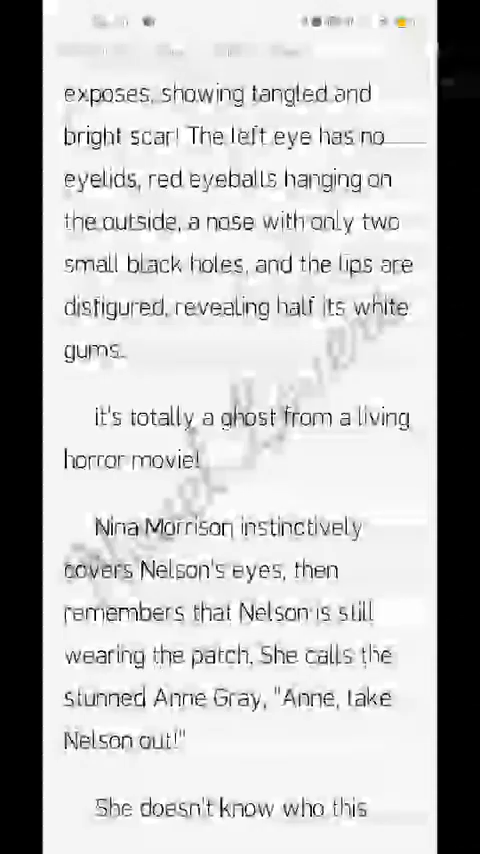 exposes, showing tangled and
bright scar! The left eye has no
eyelids, red eyeballs hanging on
the outside, a nose with only two
small black holes, and the lips are
disfigured, revealing half its white
gums.
it's totally a ghost from a living
horror movie!
Nina Morrison instinctively
covers Nelson's eyes, then
remembers that Nelson is still
wearing the patch. She calls the
stunned Anne Gray, "Anne, take
Nelson out!"
She doesn't know who this